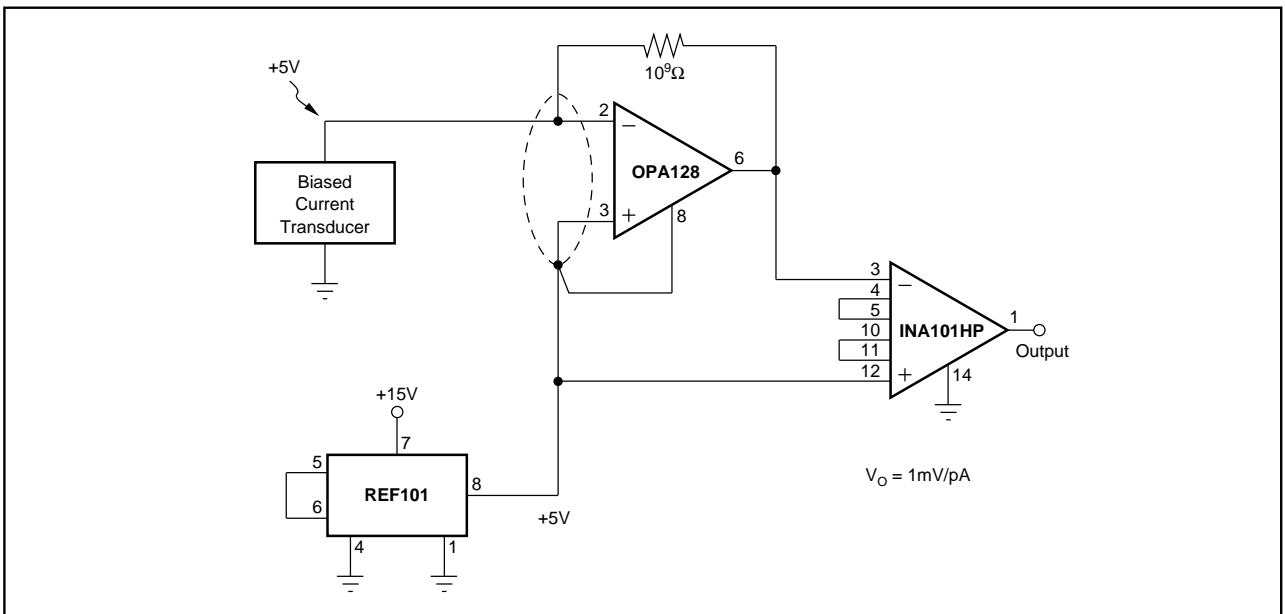 10⁹Ω
+5V
2
−
OPA128
6
3
+
8
Biased
Current
Transducer
3
−
4
5
10
11
12
+
INA101HP
1
Output
14
+15V
7
5
6
REF101
8
+5V
4
1
V_O = 1mV/pA